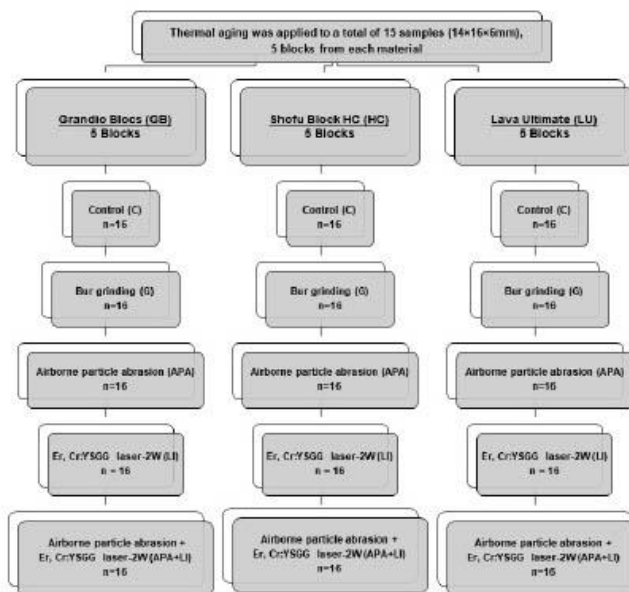 Thermal aging was applied to a total of 15 samples (14×16×6mm),
5 blocks from each material
Grandio Blocs (GB)
5 Blocks
Control (C)
n=16
Bur grinding (G)
n=16
Airborne particle abrasion (APA)
n=16
Er, Cr:YSGG laser-2W(LI)
n = 16
Airborne particle abrasion +
Er, Cr:YSGG laser-2W(APA+LI)
n=16
Shofu Block HC (HC)
5 Blocks
Control (C)
n=16
Bur grinding (G)
n=16
Airborne particle abrasion (APA)
n=16
Er, Cr:YSGG laser-2W(LI)
n = 16
Airborne particle abrasion +
Er, Cr:YSGG laser-2W(APA+LI)
n=16
Lava Ultimate (LU)
5 Blocks
Control (C)
n=16
Bur grinding (G)
n=16
Airborne particle abrasion (APA)
n=16
Er, Cr:YSGG laser-2W(LI)
n = 16
Airborne particle abrasion +
Er, Cr:YSGG laser-2W(APA+LI)
n=16